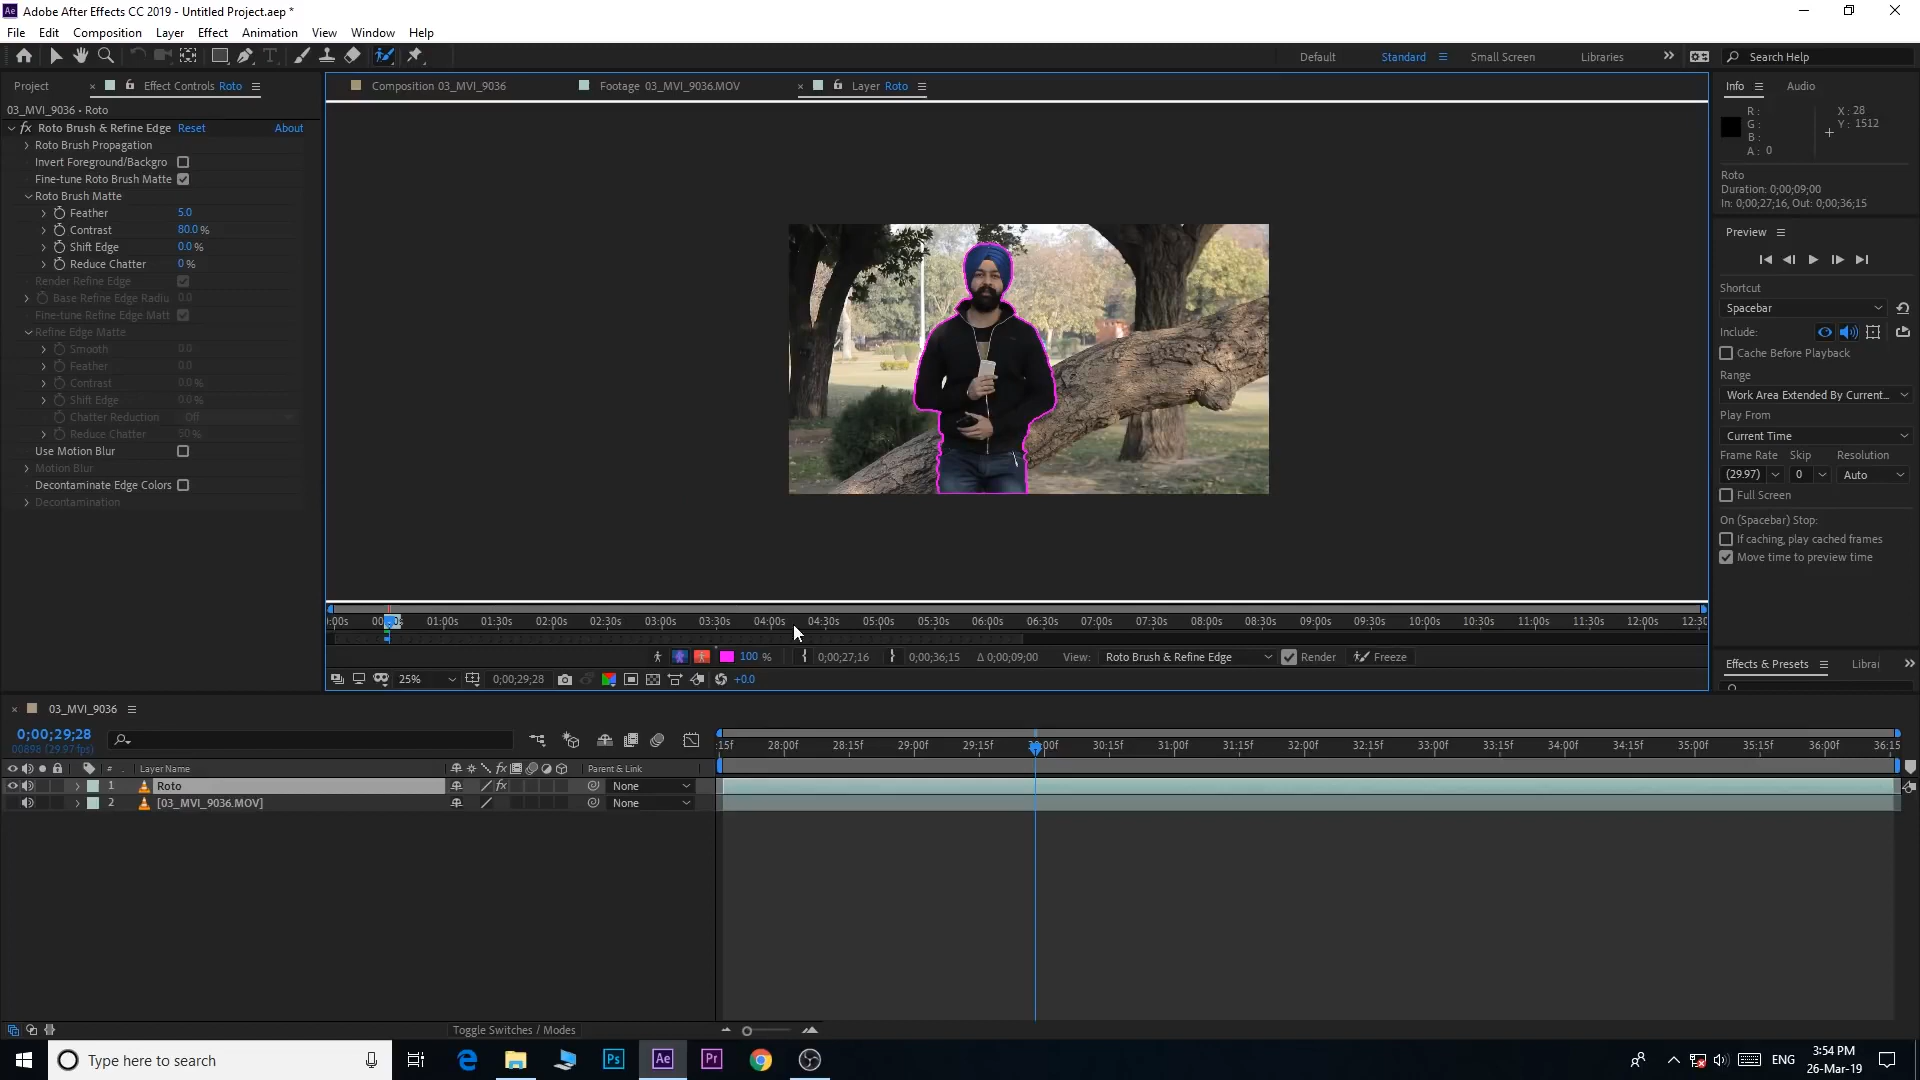 Ae Adobe After Effects CC 2019 - Untitled Project.aep *
File Edit Composition Layer Effect Animation View Window Help
Default Standard Small Screen Libraries Search Help
Project Effect Controls Roto
Composition 03_MVI_9036 Footage 03_MVI_9036.MOV Layer Roto
03_MVI_9036 • Roto
fx Roto Brush & Refine Edge Reset About
Roto Brush Propagation
Invert Foreground/Backgro
Fine-tune Roto Brush Matte
Roto Brush Matte
Feather 5.0
Contrast 80.0 %
Shift Edge 0.0 %
Reduce Chatter 0 %
Render Refine Edge
Base Refine Edge Radiu 0.0
Fine-tune Refine Edge Matt
Refine Edge Matte
Smooth 0.0
Feather 0.0
Contrast 0.0 %
Shift Edge 0.0 %
Chatter Reduction Off
Reduce Chatter 50 %
Use Motion Blur
Motion Blur
Decontaminate Edge Colors
Decontamination
Info Audio
R :
G :
B :
A : 0
X : 28
Y : 1512
Roto
Duration: 0;00;09;00
In: 0;00;27;16, Out: 0;00;36;15
Preview
Shortcut
Spacebar
Include:
Cache Before Playback
Range
Work Area Extended By Current...
Play From
Current Time
Frame Rate Skip Resolution
(29.97) 0 Auto
Full Screen
On (Spacebar) Stop:
If caching, play cached frames
Move time to preview time
Effects & Presets Librai
01:00s 01:30s 02:00s 02:30s 03:00s 03:30s 04:00s 04:30s 05:00s 05:30s 06:00s 06:30s 07:00s 07:30s 08:00s 08:30s 09:00s 09:30s 10:00s 10:30s 11:00s 11:30s 12:00s 12:30
100 % 0;00;27;16 0;00;36;15 Δ 0;00;09;00 View: Roto Brush & Refine Edge Render Freeze
25% 0;00;29;28 +0.0
03_MVI_9036
0;00;29;28
00898 (29.97 fps)
:15f 28:00f 28:15f 29:00f 29:15f 30:00f 30:15f 31:00f 31:15f 32:00f 32:15f 33:00f 33:15f 34:00f 34:15f 35:00f 35:15f 36:00f 36:15
# Layer Name fx Parent & Link
1 Roto fx None
2 [03_MVI_9036.MOV] None
Toggle Switches / Modes
Type here to search
Ps Ae Pr
ENG
3:54 PM
26-Mar-19